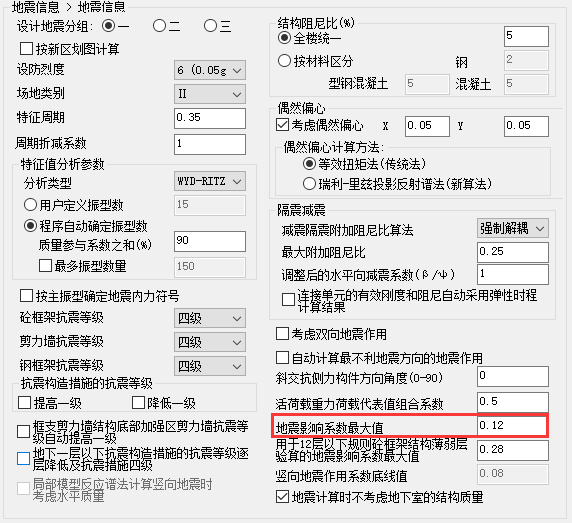 地震信息 > 地震信息
设计地震分组: 一 二 三
按新区划图计算
设防烈度 6 (0.05g
场地类别 II
特征周期 0.35
周期折减系数 1
特征值分析参数
分析类型 WYD-RITZ
用户定义振型数 15
程序自动确定振型数
质量参与系数之和(%) 90
最多振型数量 150
按主振型确定地震内力符号
砼框架抗震等级 四级
剪力墙抗震等级 四级
钢框架抗震等级 四级
抗震构造措施的抗震等级
提高一级 降低一级
框支剪力墙结构底部加强区剪力墙抗震等
级自动提高一级
地下一层以下抗震构造措施的抗震等级逐
层降低及抗震措施四级
局部模型反应谱法计算竖向地震时
考虑水平质量
结构阻尼比(%)
全楼统一 5
按材料区分 钢 2
型钢混凝土 5 混凝土 5
偶然偏心
考虑偶然偏心 X 0.05 Y 0.05
偶然偏心计算方法:
等效扭矩法(传统法)
瑞利-里兹投影反射谱法(新算法)
隔震减震
减震隔震附加阻尼比算法 强制解耦
最大附加阻尼比 0.25
调整后的水平向减震系数(β/ψ) 1
连接单元的有效刚度和阻尼自动采用弹性时程
计算结果
考虑双向地震作用
自动计算最不利地震方向的地震作用
斜交抗侧力构件方向角度(0-90) 0
活荷载重力荷载代表值组合系数 0.5
地震影响系数最大值 0.12
用于12层以下规则砼框架结构薄弱层
验算的地震影响系数最大值 0.28
竖向地震作用系数底线值 0.08
地震计算时不考虑地下室的结构质量